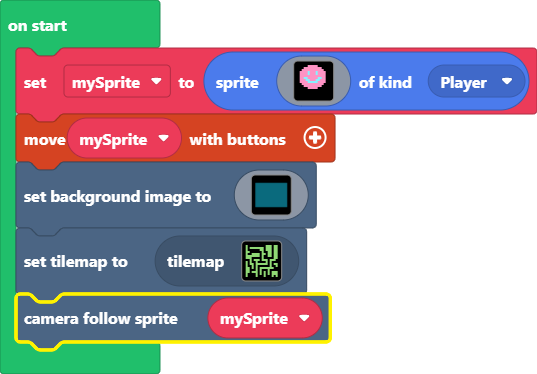 on start
set mySprite to sprite of kind Player
move mySprite with buttons
set background image to
set tilemap to tilemap
camera follow sprite mySprite